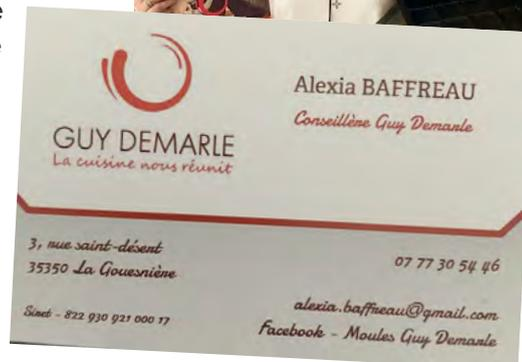 Alexia BAFFREAU
Conseillère Guy Demarle
GUY DEMARLE
La cuisine nous réunit
3, rue saint-désert
35350 La Gouesnière
Siret - 822 930 921 000 17
07 77 30 54 46
alexia.baffreau@gmail.com
Facebook - Moules Guy Demarle